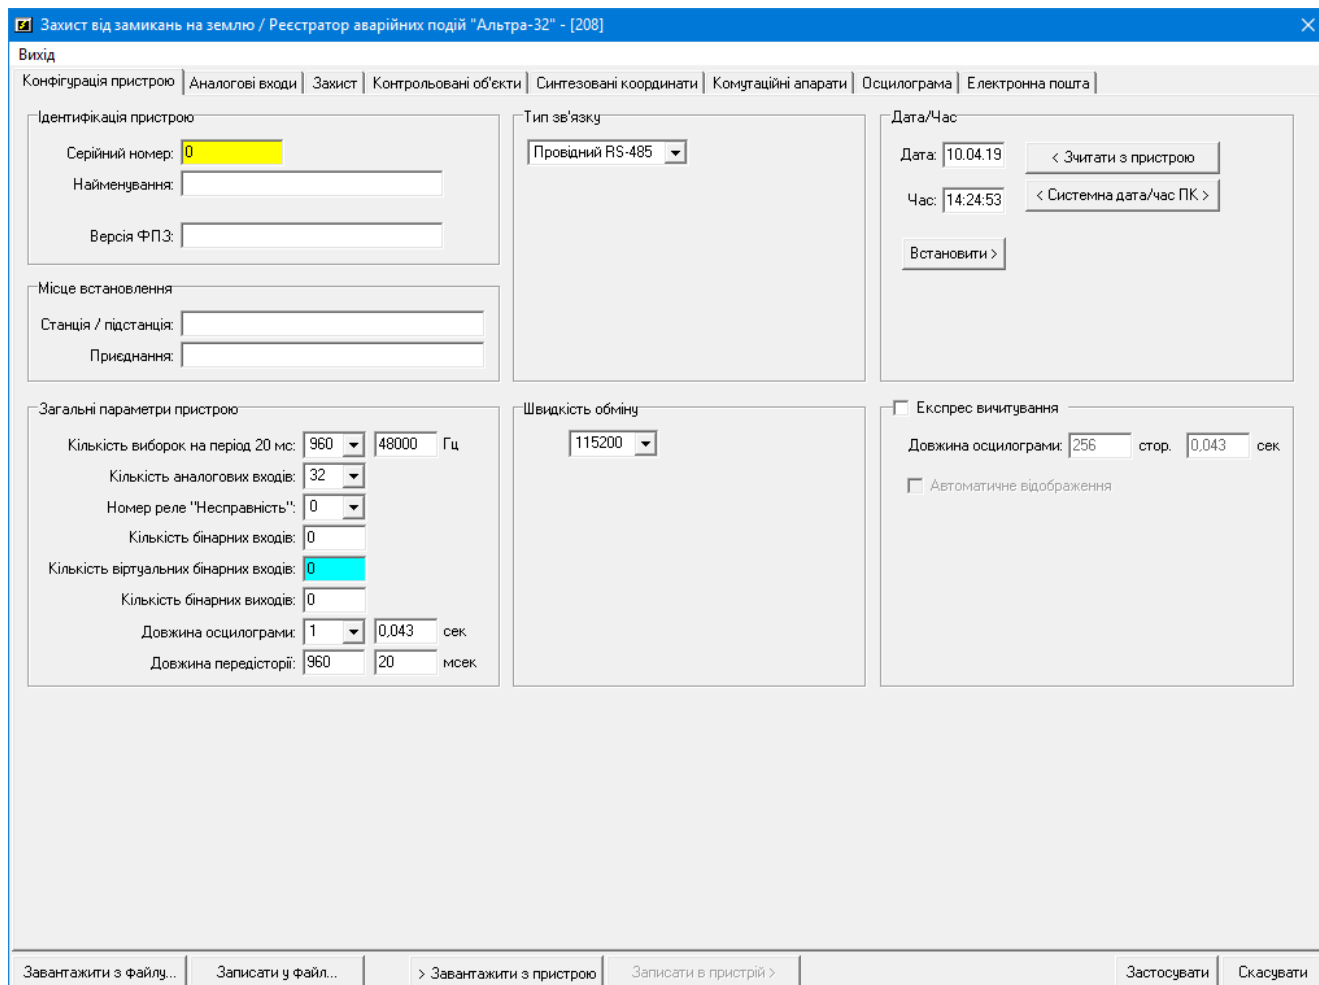 Захист від замикань на землю / Реєстратор аварійних подій "Альтра-32" - [208]
Вихід
Конфігурація пристрою Аналогові входи Захист Контрольовані об'єкти Синтезовані координати Комутаційні апарати Осцилограма Електронна пошта
Ідентифікація пристрою
Серійний номер: 0
Найменування:
Версія ФПЗ:
Місце встановлення
Станція / підстанція:
Приєднання:
Тип зв'язку
Провідний RS-485
Дата/Час
Дата: 10.04.19 < Зчитати з пристрою
Час: 14:24:53 < Системна дата/час ПК >
Встановити >
Загальні параметри пристрою
Кількість виборок на період 20 мс: 960 48000 Гц
Кількість аналогових входів: 32
Номер реле "Несправність": 0
Кількість бінарних входів: 0
Кількість віртуальних бінарних входів: 0
Кількість бінарних виходів: 0
Довжина осцилограми: 1 0,043 сек
Довжина передісторії: 960 20 мсек
Швидкість обміну
115200
Експрес вичитування
Довжина осцилограми: 256 стор. 0,043 сек
Автоматичне відображення
Завантажити з файлу... Записати у файл... > Завантажити з пристрою Записати в пристрій > Застосувати Скасувати